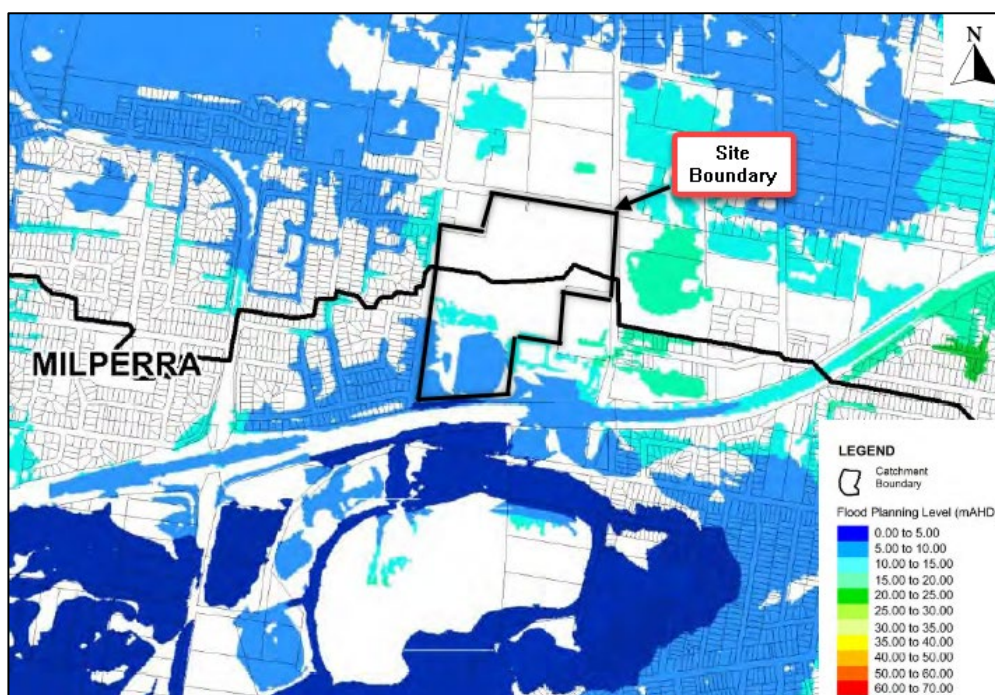 N
Site
Boundary
MILPERRA
LEGEND
Catchment
Boundary
Flood Planning Level (mAHD
0.00 to 5.00
5.00 to 10.00
10.00 to 15.00
15.00 to 20.00
20.00 to 25.00
25.00 to 30.00
30.00 to 35.00
35.00 to 40.00
40.00 to 50.00
50.00 to 60.00
60.00 to 70.00